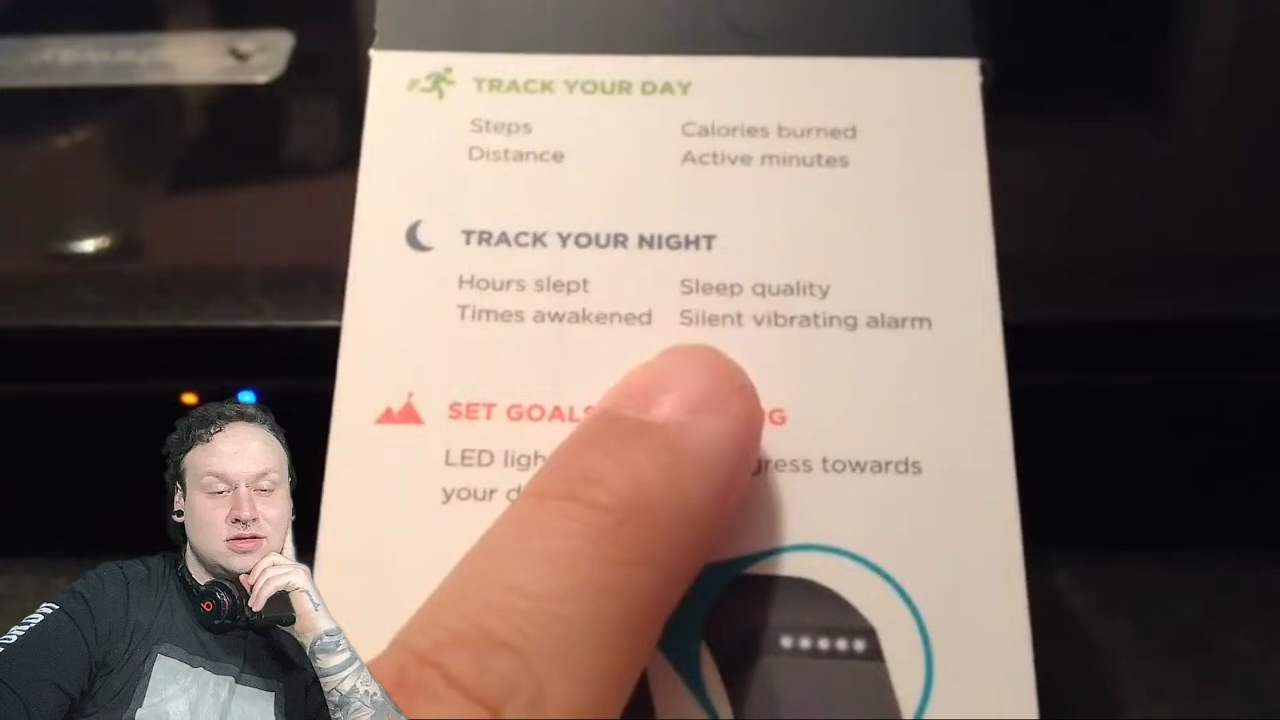 TRACK YOUR DAY
Steps Calories burned
Distance Active minutes
TRACK YOUR NIGHT
Hours slept Sleep quality
Times awakened Silent vibrating alarm
SET GOALS
LED towards
your